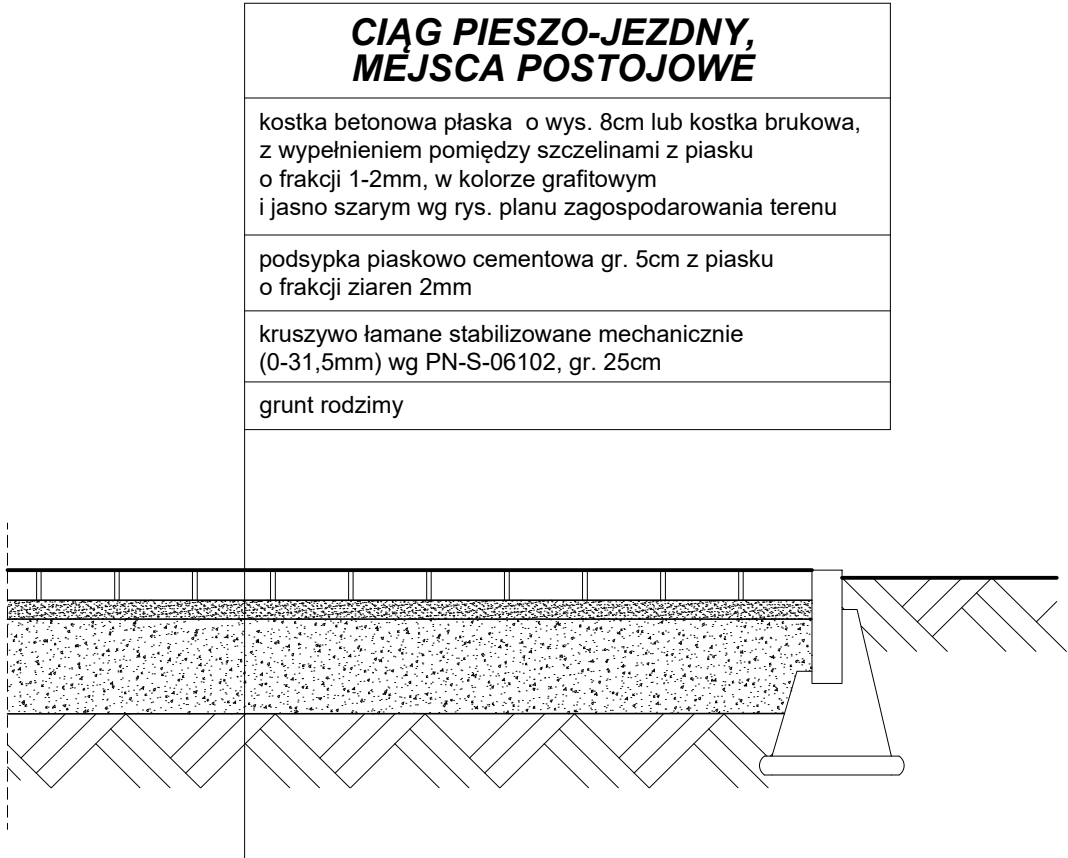 CIĄG PIESZO-JEZDNY,
MEJSCA POSTOJOWE
kostka betonowa płaska o wys. 8cm lub kostka brukowa,
z wypełnieniem pomiędzy szczelinami z piasku
o frakcji 1-2mm, w kolorze grafitowym
i jasno szarym wg rys. planu zagospodarowania terenu
podsypka piaskowo cementowa gr. 5cm z piasku
o frakcji ziaren 2mm
kruszywo łamane stabilizowane mechanicznie
(0-31,5mm) wg PN-S-06102, gr. 25cm
grunt rodzimy